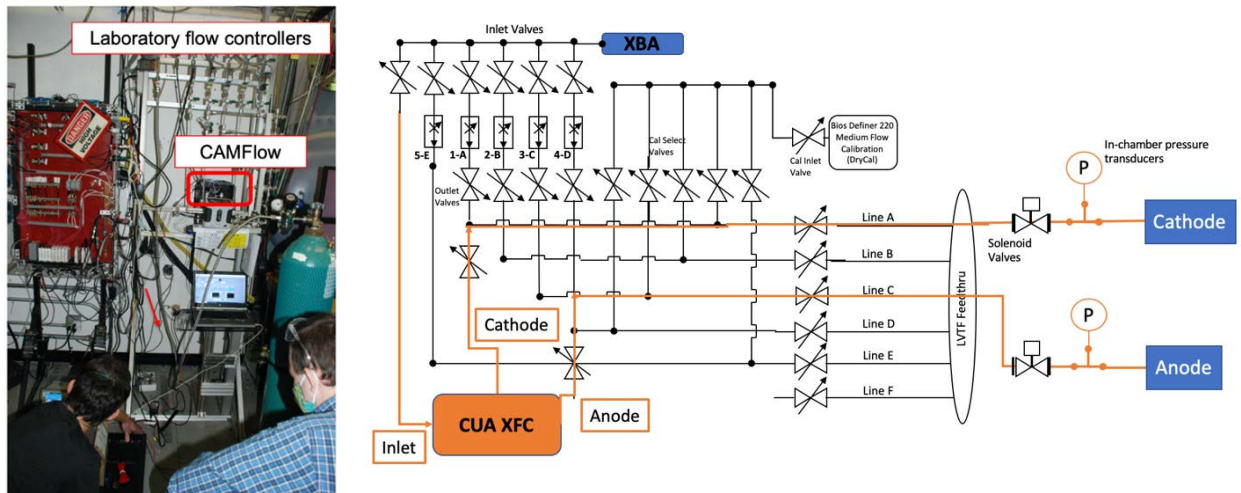 Laboratory flow controllers
DANGER
HIGH
VOLTAGE
CAMFlow
Inlet Valves
XBA
5-E
1-A
2-B
3-C
4-D
Cal Select
Valves
Cal Inlet
Valve
Bios Definer 220
Medium Flow
Calibration
(DryCal)
Outlet
Valves
In-chamber pressure
transducers
P
Line A
Cathode
Solenoid
Valves
Line B
Line C
Cathode
Line D
LVTF Feedthru
P
Line E
Anode
Line F
CUA XFC
Anode
Inlet